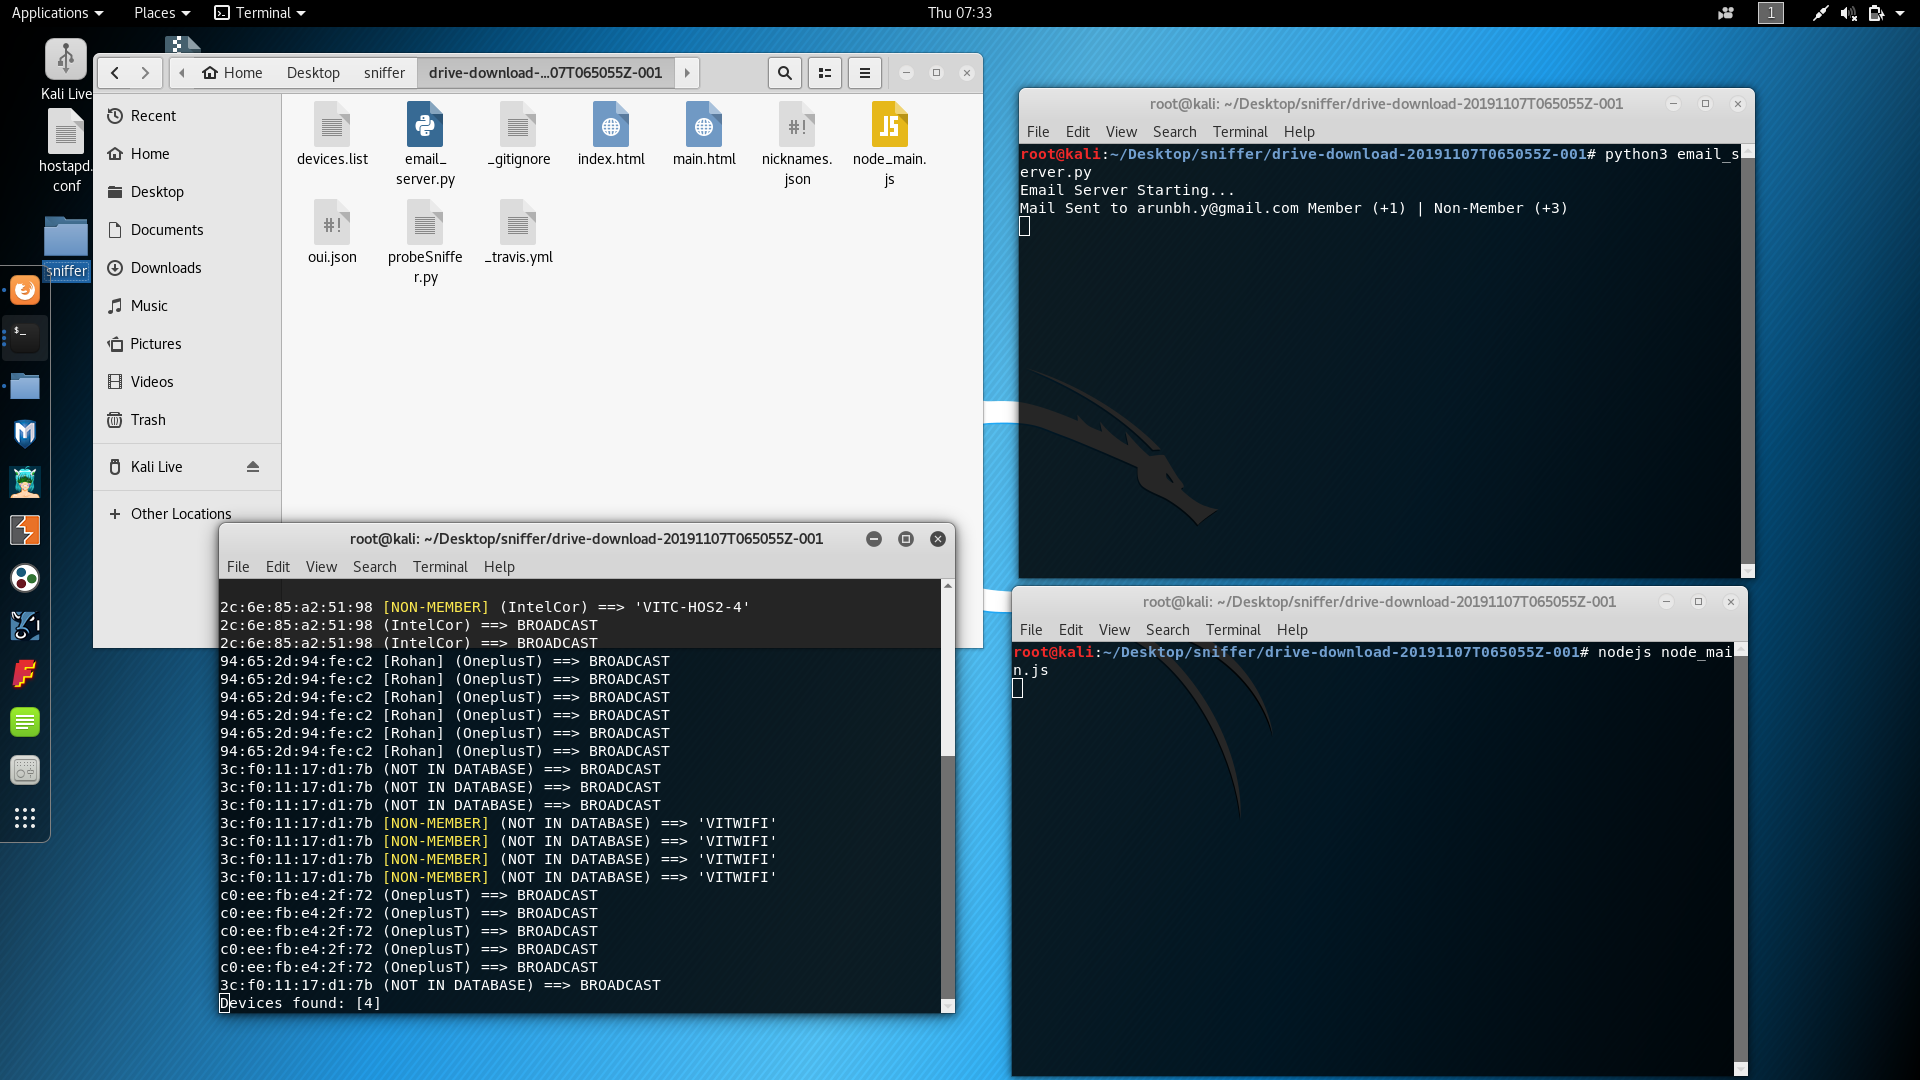 Applications Places Terminal Thu 07:33 1
Kali Live
hostapd.
conf
sniffer
Home Desktop sniffer drive-download-...07T065055Z-001
Recent
Home
Desktop
Documents
Downloads
Music
Pictures
Videos
Trash
Kali Live
+ Other Locations
devices.list
email_
server.py
_gitignore
index.html
main.html
#!
nicknames.
json
JS
node_main.
js
#!
oui.json
probeSniffe
r.py
_travis.yml
root@kali: ~/Desktop/sniffer/drive-download-20191107T065055Z-001
File Edit View Search Terminal Help
root@kali:~/Desktop/sniffer/drive-download-20191107T065055Z-001# python3 email_s
erver.py
Email Server Starting...
Mail Sent to arunbh.y@gmail.com Member (+1) | Non-Member (+3)
root@kali: ~/Desktop/sniffer/drive-download-20191107T065055Z-001
File Edit View Search Terminal Help
2c:6e:85:a2:51:98 [NON-MEMBER] (IntelCor) ==> 'VITC-HOS2-4'
2c:6e:85:a2:51:98 (IntelCor) ==> BROADCAST
2c:6e:85:a2:51:98 (IntelCor) ==> BROADCAST
94:65:2d:94:fe:c2 [Rohan] (OneplusT) ==> BROADCAST
94:65:2d:94:fe:c2 [Rohan] (OneplusT) ==> BROADCAST
94:65:2d:94:fe:c2 [Rohan] (OneplusT) ==> BROADCAST
94:65:2d:94:fe:c2 [Rohan] (OneplusT) ==> BROADCAST
94:65:2d:94:fe:c2 [Rohan] (OneplusT) ==> BROADCAST
94:65:2d:94:fe:c2 [Rohan] (OneplusT) ==> BROADCAST
3c:f0:11:17:d1:7b (NOT IN DATABASE) ==> BROADCAST
3c:f0:11:17:d1:7b (NOT IN DATABASE) ==> BROADCAST
3c:f0:11:17:d1:7b (NOT IN DATABASE) ==> BROADCAST
3c:f0:11:17:d1:7b [NON-MEMBER] (NOT IN DATABASE) ==> 'VITWIFI'
3c:f0:11:17:d1:7b [NON-MEMBER] (NOT IN DATABASE) ==> 'VITWIFI'
3c:f0:11:17:d1:7b [NON-MEMBER] (NOT IN DATABASE) ==> 'VITWIFI'
3c:f0:11:17:d1:7b [NON-MEMBER] (NOT IN DATABASE) ==> 'VITWIFI'
c0:ee:fb:e4:2f:72 (OneplusT) ==> BROADCAST
c0:ee:fb:e4:2f:72 (OneplusT) ==> BROADCAST
c0:ee:fb:e4:2f:72 (OneplusT) ==> BROADCAST
c0:ee:fb:e4:2f:72 (OneplusT) ==> BROADCAST
c0:ee:fb:e4:2f:72 (OneplusT) ==> BROADCAST
3c:f0:11:17:d1:7b (NOT IN DATABASE) ==> BROADCAST
Devices found: [4]
root@kali: ~/Desktop/sniffer/drive-download-20191107T065055Z-001
File Edit View Search Terminal Help
root@kali:~/Desktop/sniffer/drive-download-20191107T065055Z-001# nodejs node_mai
n.js